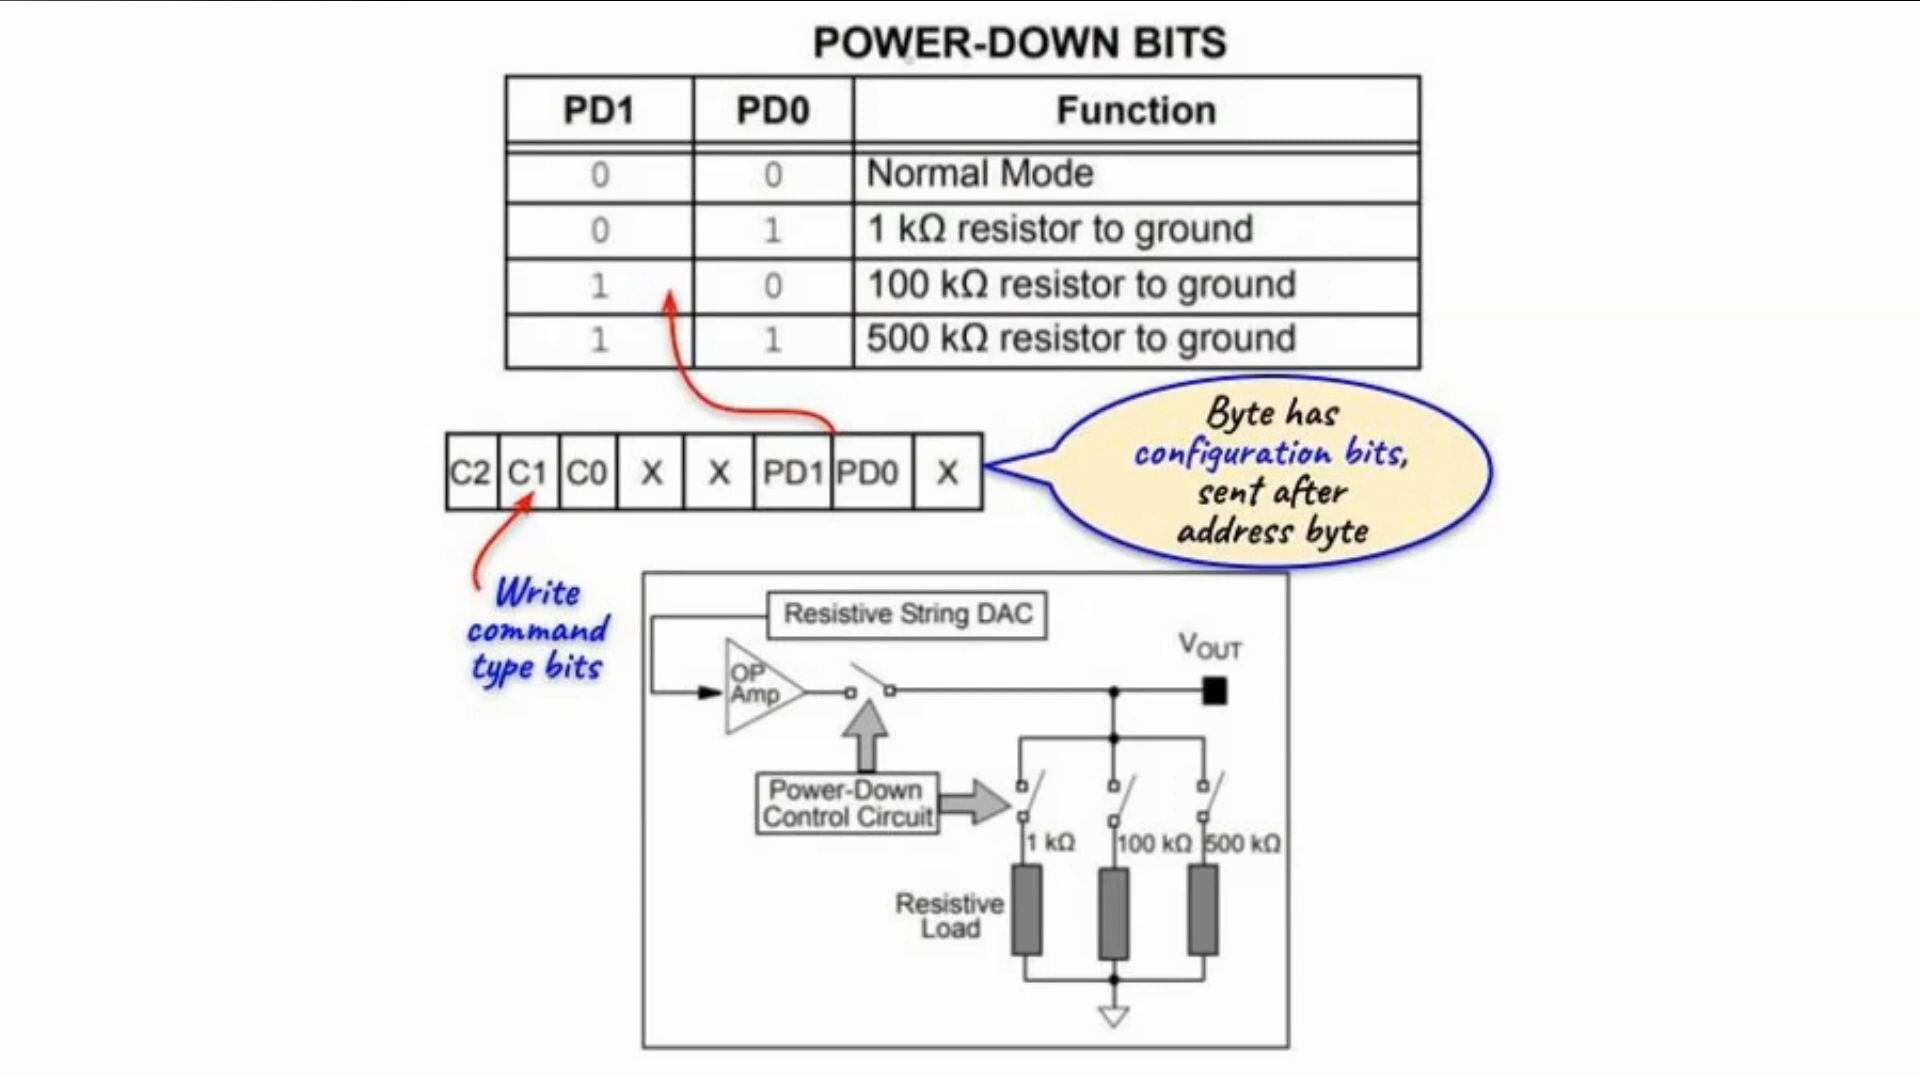 POWER-DOWN BITS
PD1 PD0 Function
0 0 Normal Mode
0 1 1 kΩ resistor to ground
1 0 100 kΩ resistor to ground
1 1 500 kΩ resistor to ground
C2 C1 C0 X X PD1 PD0 X
Byte has
configuration bits,
sent after
address byte
Write
command
type bits
Resistive String DAC
VOUT
OP
Amp
Power-Down
Control Circuit
1 kΩ 100 kΩ 500 kΩ
Resistive
Load